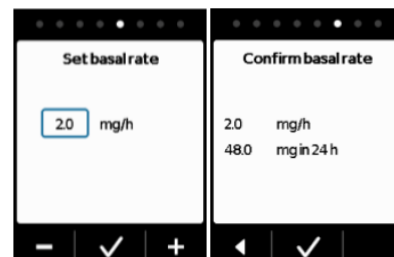 Set basal rate
2.0 mg/h
Confirm basal rate
2.0 mg/h
48.0 mg in 24 h